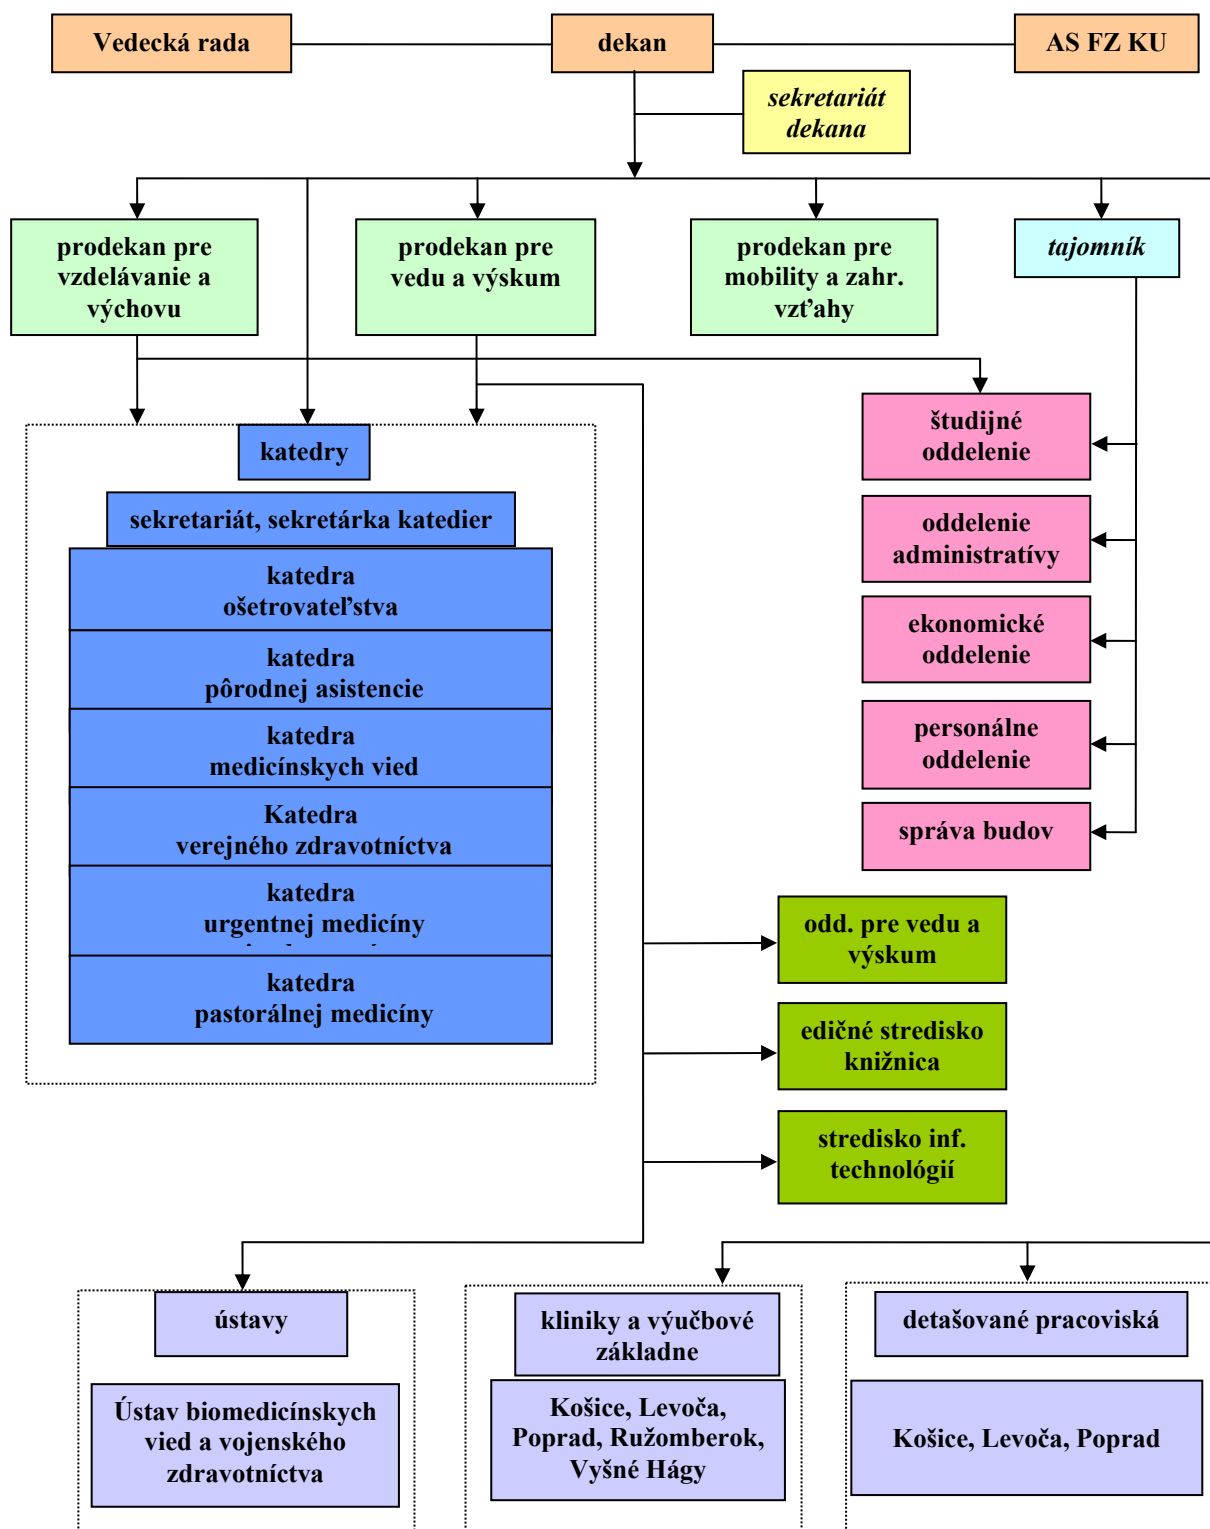 Vedecká rada
dekan
AS FZ KU
sekretariát
dekana
prodekan pre
vzdelávanie a
výchovu
prodekan pre
vedu a výskum
prodekan pre
mobility a zahr.
vzťahy
tajomník
študijné
oddelenie
katedry
sekretariát, sekretárka katedier
oddelenie
administratívy
katedra
ošetrovateľstva
ekonomické
oddelenie
katedra
pôrodnej asistencie
personálne
oddelenie
katedra
medicínskych vied
Katedra
verejného zdravotníctva
správa budov
katedra
urgentnej medicíny
odd. pre vedu a
výskum
katedra
pastorálnej medicíny
edičné stredisko
knižnica
stredisko inf.
technológií
ústavy
kliniky a výučbové
základne
detašované pracoviská
Ústav biomedicínskych
vied a vojenského
zdravotníctva
Košice, Levoča,
Poprad, Ružomberok,
Vyšné Hágy
Košice, Levoča, Poprad